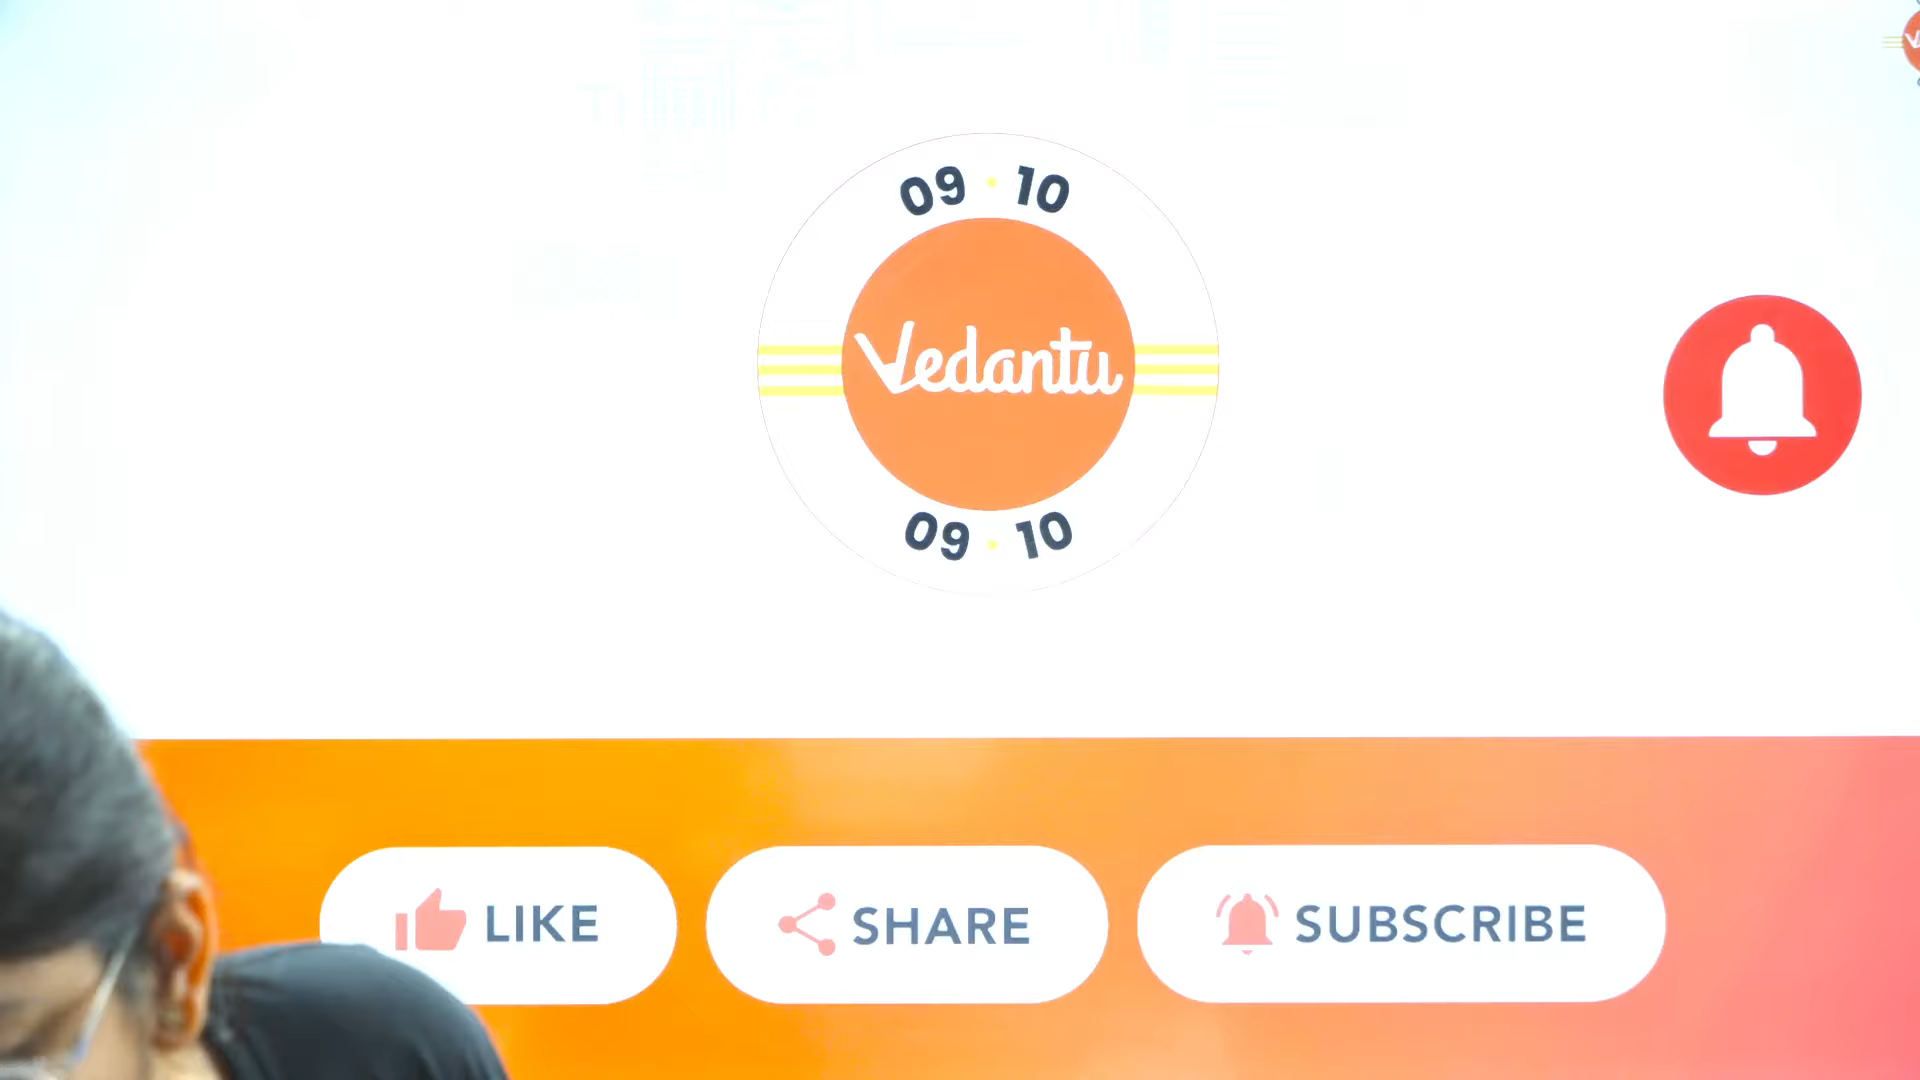 09 · 10
Vedantu
09 · 10
LIKE
SHARE
SUBSCRIBE